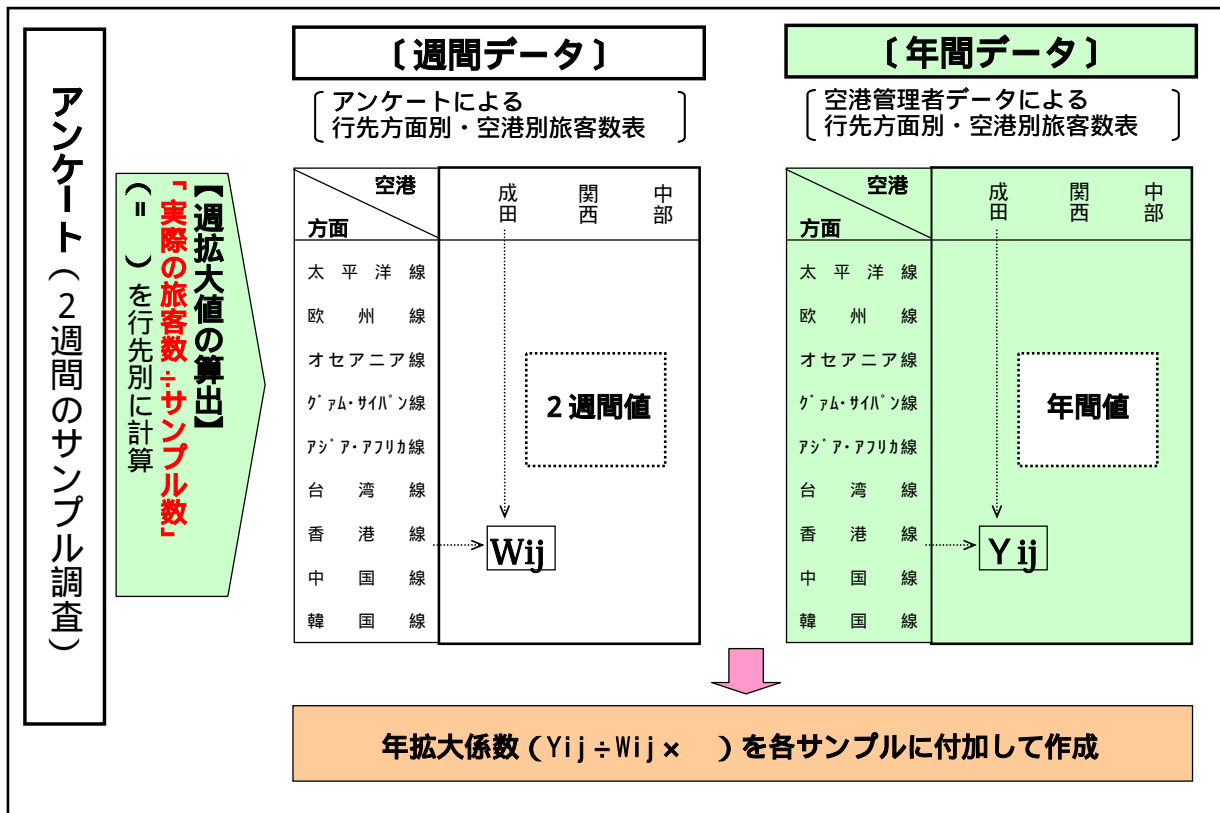 アンケート(２週間のサンプル調査)
【週拡大値の算出】
「実際の旅客数÷サンプル数」
(＝　)を行先別に計算
〔週間データ〕
アンケートによる
行先方面別・空港別旅客数表
空港
方面
成田
関西
中部
太平洋線
欧州線
オセアニア線
グァム・サイパン線
アジア・アフリカ線
台湾線
香港線
中国線
韓国線
２週間値
Wij
〔年間データ〕
空港管理者データによる
行先方面別・空港別旅客数表
空港
方面
成田
関西
中部
太平洋線
欧州線
オセアニア線
グァム・サイパン線
アジア・アフリカ線
台湾線
香港線
中国線
韓国線
年間値
Ｙij
年拡大係数(Yij÷Wij×　)を各サンプルに付加して作成